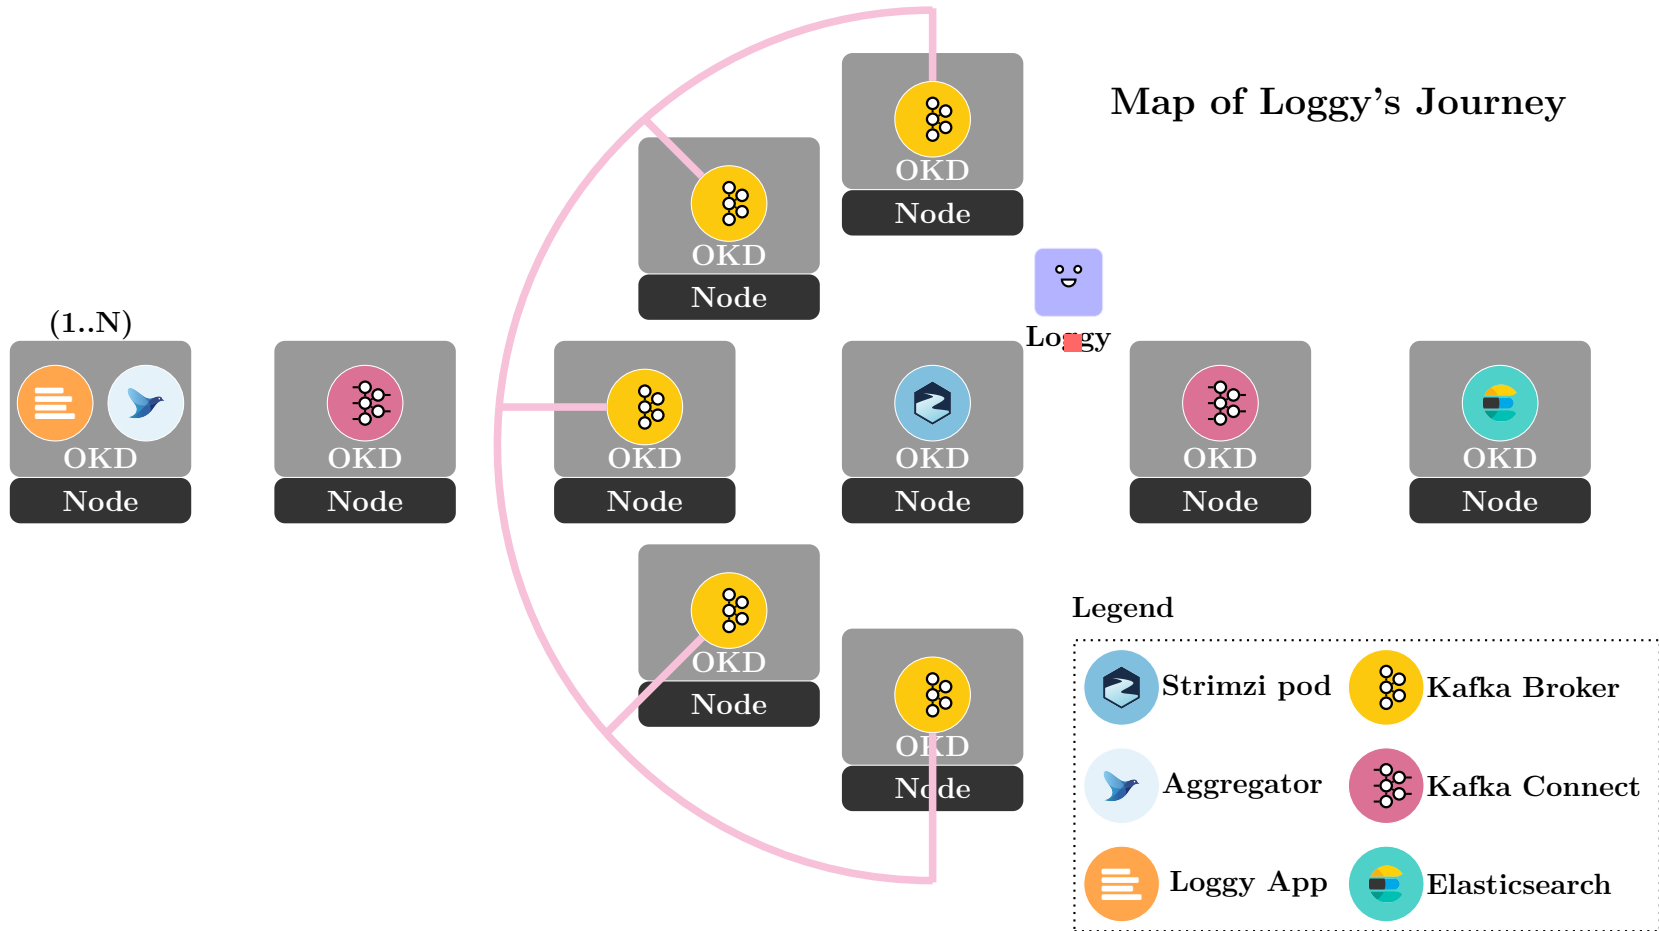 Map of Loggy's Journey
OKD
Node
OKD
Node
Loggy
(1..N)
OKD
Node
OKD
Node
OKD
Node
OKD
Node
OKD
Node
OKD
Node
OKD
Node
OKD
Node
Legend
Strimzi pod
Kafka Broker
Aggregator
Kafka Connect
Loggy App
Elasticsearch